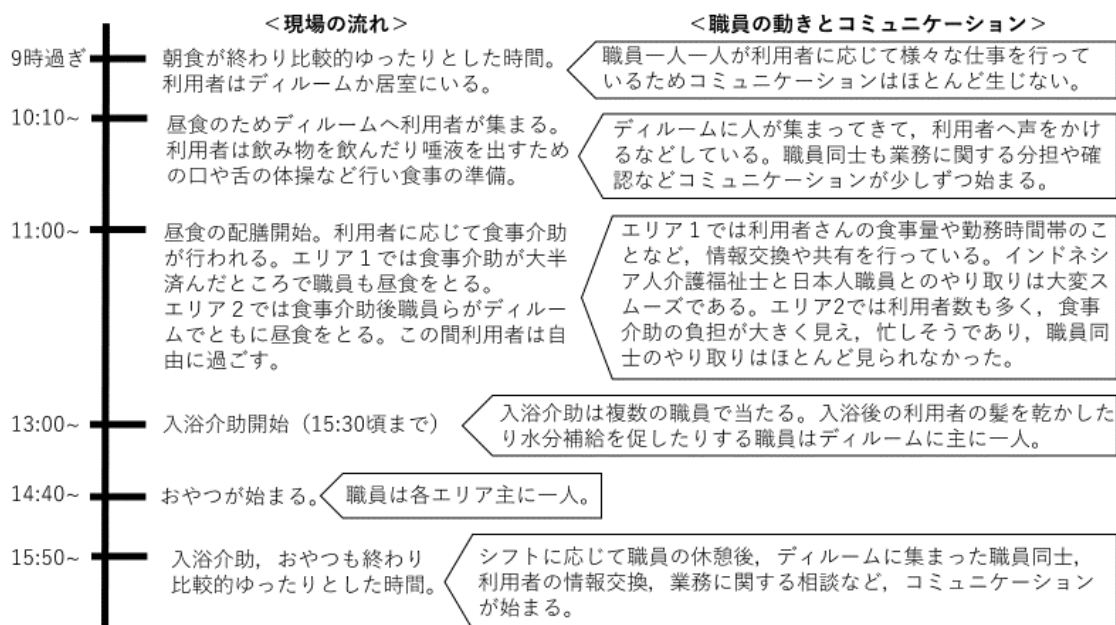 ＜現場の流れ＞
＜職員の動きとコミュニケーション＞
9時過ぎ
朝食が終わり比較的ゆったりとした時間。
利用者はディルームか居室にいる。
職員一人一人が利用者に応じて様々な仕事を行って
いるためコミュニケーションはほとんど生じない。
10:10~
昼食のためディルームへ利用者が集まる。
利用者は飲み物を飲んだり唾液を出すため
の口や舌の体操など行い食事の準備。
ディルームに人が集まってきて，利用者へ声をかけ
るなどしている。職員同士も業務に関する分担や確
認などコミュニケーションが少しずつ始まる。
11:00~
昼食の配膳開始。利用者に応じて食事介助
が行われる。エリア１では食事介助が大半
済んだところで職員も昼食をとる。
エリア２では食事介助後職員らがディルー
ムでともに昼食をとる。この間利用者は自
由に過ごす。
エリア１では利用者さんの食事量や勤務時間帯のこ
となど，情報交換や共有を行っている。インドネシ
ア人介護福祉士と日本人職員とのやり取りは大変ス
ムーズである。エリア2では利用者数も多く，食事
介助の負担が大きく見え，忙しそうであり，職員同
士のやり取りはほとんど見られなかった。
13:00~
入浴介助開始（15:30頃まで）
入浴介助は複数の職員で当たる。入浴後の利用者の髪を乾かした
り水分補給を促したりする職員はディルームに主に一人。
14:40~
おやつが始まる。
職員は各エリア主に一人。
15:50~
入浴介助，おやつも終わり
比較的ゆったりとした時間。
シフトに応じて職員の休憩後，ディルームに集まった職員同士，
利用者の情報交換，業務に関する相談など，コミュニケーション
が始まる。